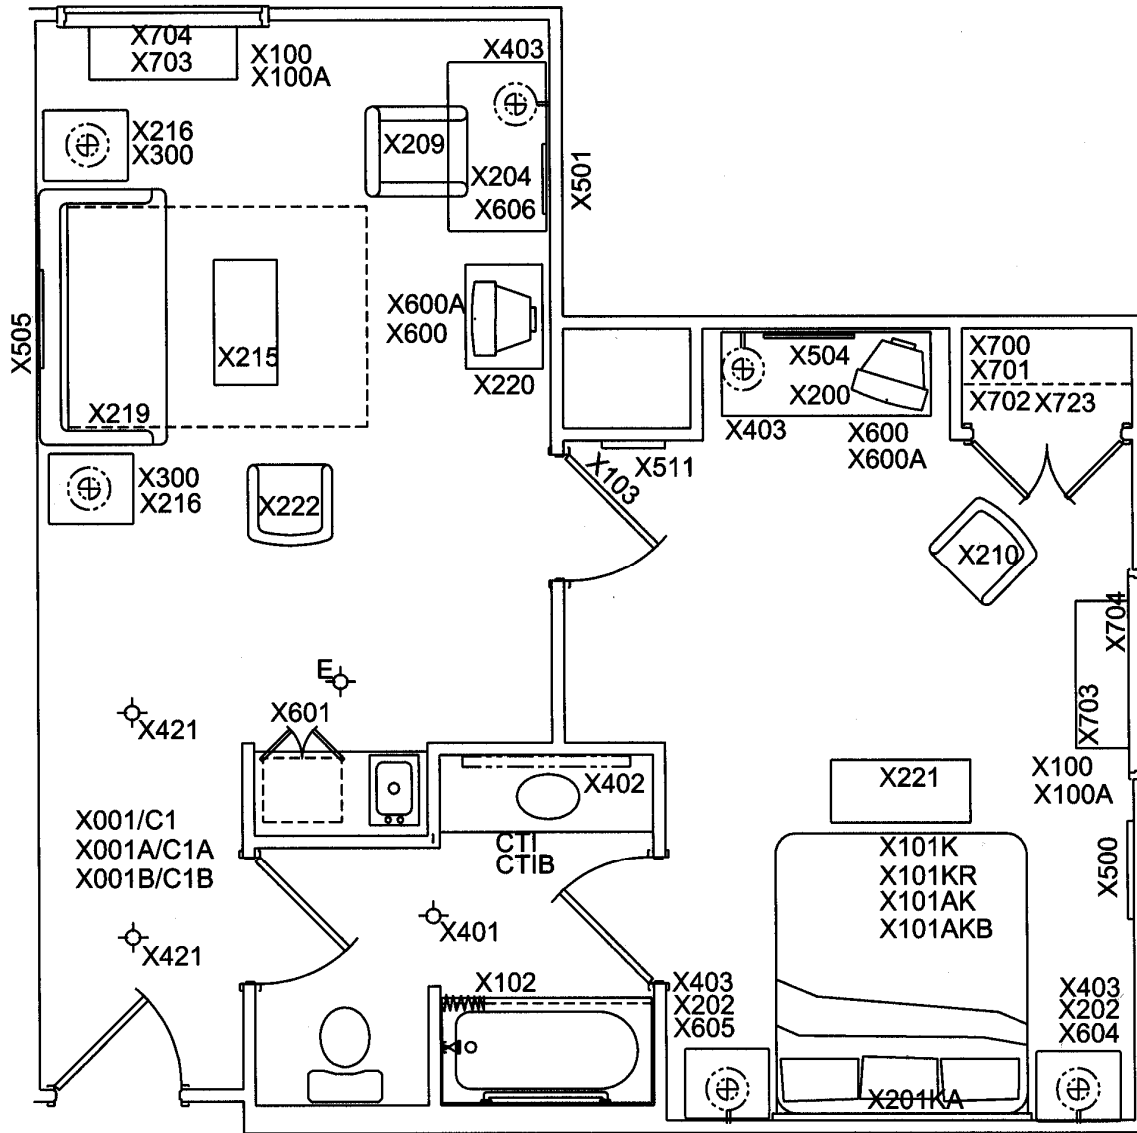 X704
X703
X100
X100A
X403
X216
X300
X209
X204
X606
X501
X505
X600A
X600
X215
X220
X219
X504
X200
X403
X600
X600A
X700
X701
X702 X723
X511
X103
X300
X216
X222
X210
X704
X703
E
X421
X601
X402
X221
X100
X100A
X001/C1
X001A/C1A
X001B/C1B
CTI
CTIB
X101K
X101KR
X101AK
X101AKB
X500
X401
X421
X102
X403
X202
X605
X403
X202
X604
X201KA